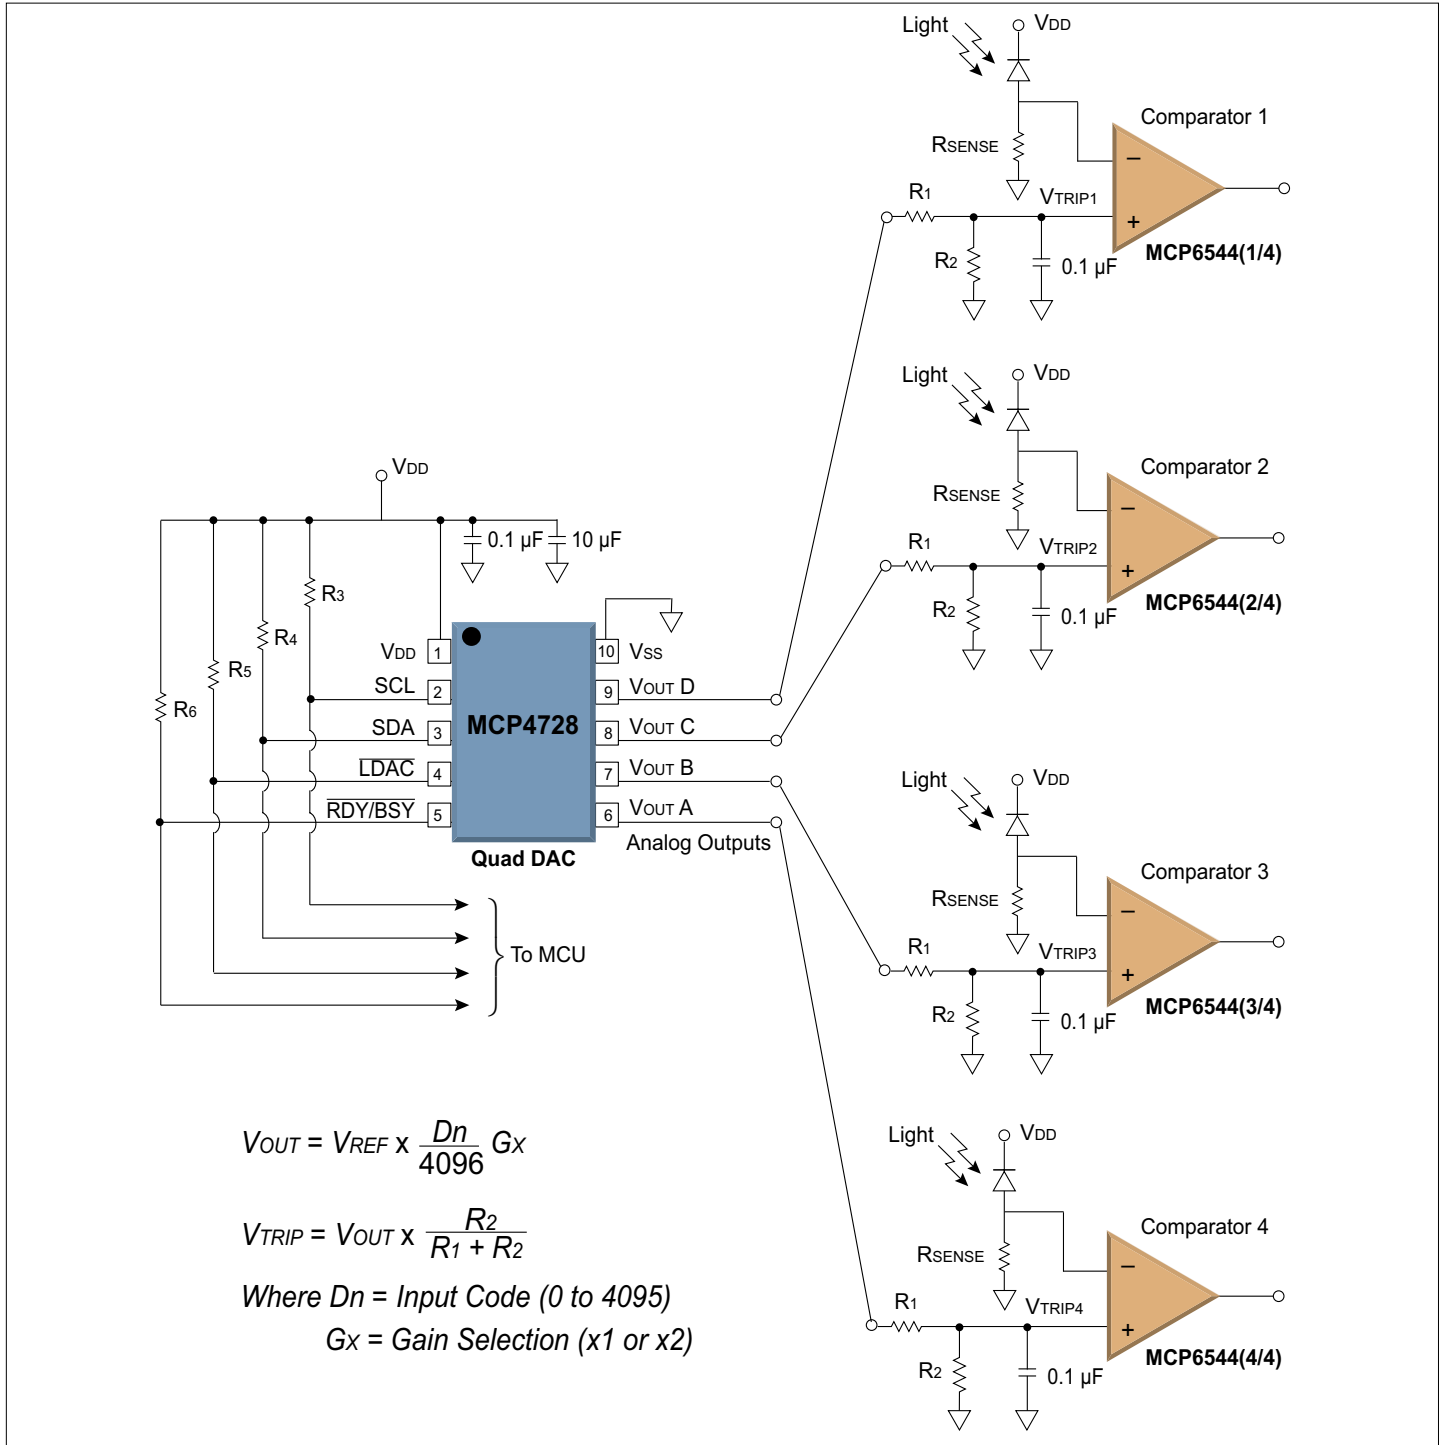 Light
VDD
Comparator 1
RSENSE
−
R1
VTRIP1
+
R2
0.1 µF
MCP6544(1/4)
Light
VDD
Comparator 2
RSENSE
−
R1
VTRIP2
+
R2
0.1 µF
MCP6544(2/4)
VDD
0.1 µF
10 µF
R3
R4
R5
R6
VDD
1
SCL
2
SDA
3
LDAC
4
RDY/BSY
5
MCP4728
10
VSS
9
VOUT D
8
VOUT C
7
VOUT B
6
VOUT A
Quad DAC
Analog Outputs
To MCU
Light
VDD
Comparator 3
RSENSE
−
R1
VTRIP3
+
R2
0.1 µF
MCP6544(3/4)
Light
VDD
Comparator 4
RSENSE
−
R1
VTRIP4
+
R2
0.1 µF
MCP6544(4/4)
VOUT = VREF x Dn/4096 GX
VTRIP = VOUT x R2/R1 + R2
Where Dn = Input Code (0 to 4095)
GX = Gain Selection (x1 or x2)